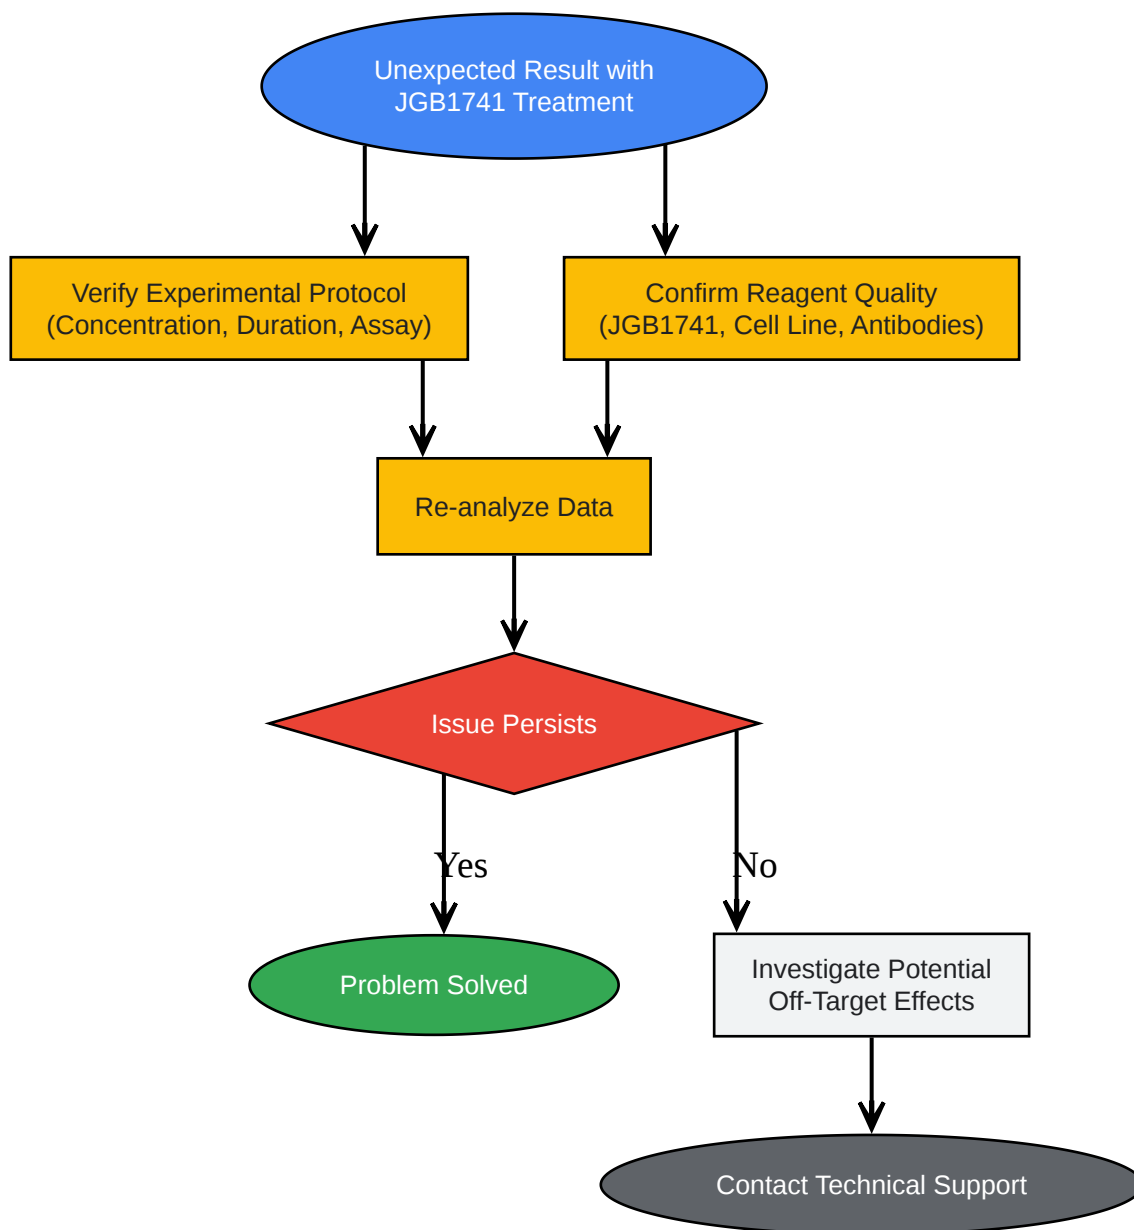 Unexpected Result with
JGB1741 Treatment
Verify Experimental Protocol
(Concentration, Duration, Assay)
Confirm Reagent Quality
(JGB1741, Cell Line, Antibodies)
Re-analyze Data
Issue Persists
Yes
No
Problem Solved
Investigate Potential
Off-Target Effects
Contact Technical Support